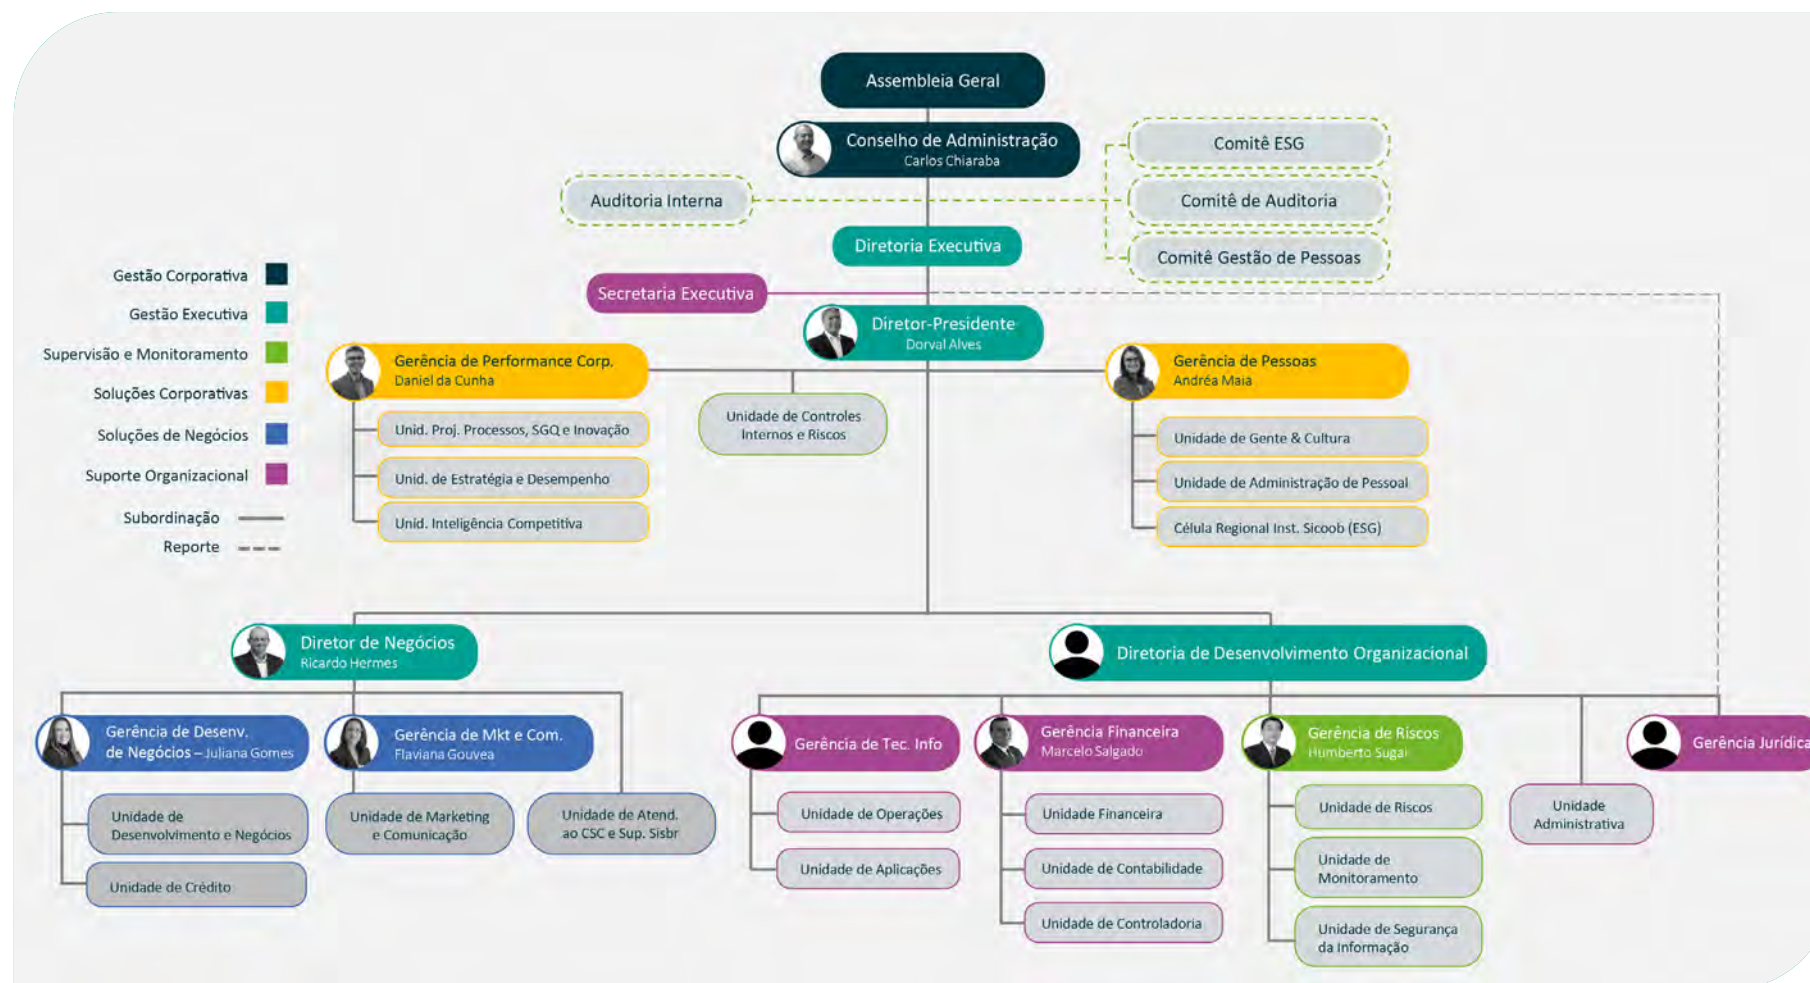 Assembleia Geral
Conselho de Administração
Carlos Chiaraba
Comitê ESG
Auditoria Interna
Comitê de Auditoria
Diretoria Executiva
Comitê Gestão de Pessoas
Gestão Corporativa
Gestão Executiva
Supervisão e Monitoramento
Soluções Corporativas
Soluções de Negócios
Suporte Organizacional
Subordinação
Reporte
Secretaria Executiva
Diretor-Presidente
Dorval Alves
Gerência de Performance Corp.
Daniel da Cunha
Unid. Proj. Processos, SGQ e Inovação
Unid. de Estratégia e Desempenho
Unid. Inteligência Competitiva
Unidade de Controles
Internos e Riscos
Gerência de Pessoas
Andréa Maia
Unidade de Gente & Cultura
Unidade de Administração de Pessoal
Célula Regional Inst. Sicoob (ESG)
Diretor de Negócios
Ricardo Hermes
Diretoria de Desenvolvimento Organizacional
Gerência de Desenv.
de Negócios – Juliana Gomes
Unidade de
Desenvolvimento e Negócios
Unidade de Crédito
Gerência de Mkt e Com.
Flaviana Gouvea
Unidade de Marketing
e Comunicação
Unidade de Atend.
ao CSC e Sup. Sisbr
Gerência de Tec. Info
Unidade de Operações
Unidade de Aplicações
Gerência Financeira
Marcelo Salgado
Unidade Financeira
Unidade de Contabilidade
Unidade de Controladoria
Gerência de Riscos
Humberto Sugai
Unidade de Riscos
Unidade de
Monitoramento
Unidade de Segurança
da Informação
Unidade
Administrativa
Gerência Jurídica